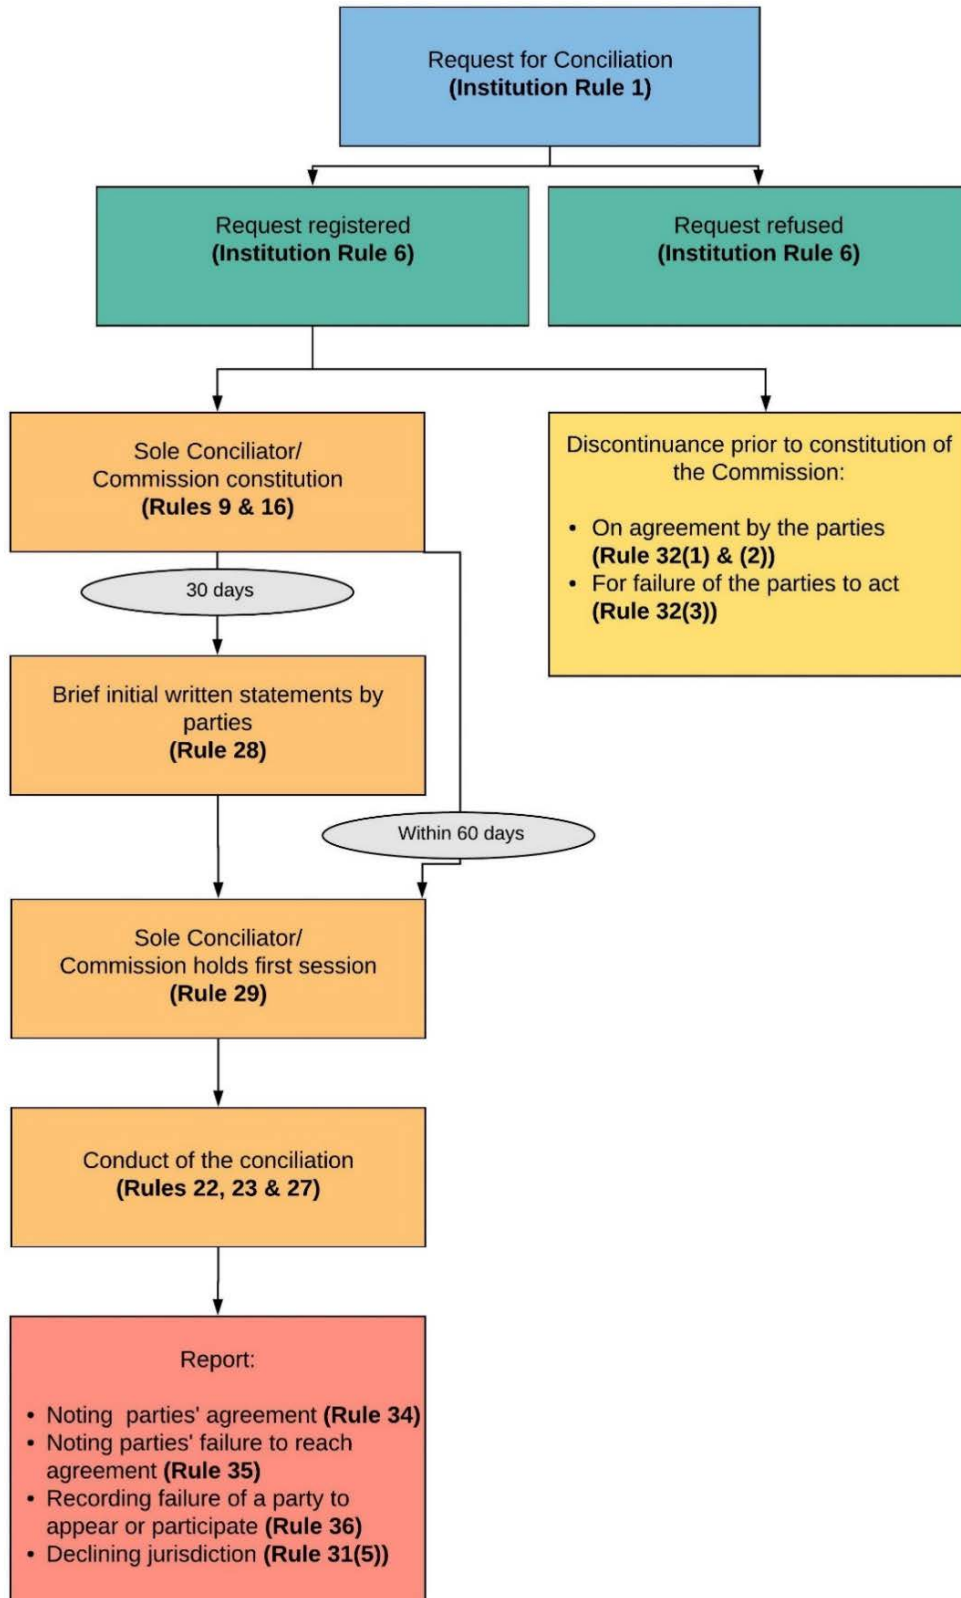 Request for Conciliation
(Institution Rule 1)
Request registered
(Institution Rule 6)
Request refused
(Institution Rule 6)
Sole Conciliator/
Commission constitution
(Rules 9 & 16)
Discontinuance prior to constitution of
the Commission:
• On agreement by the parties
(Rule 32(1) & (2))
• For failure of the parties to act
(Rule 32(3))
30 days
Brief initial written statements by
parties
(Rule 28)
Within 60 days
Sole Conciliator/
Commission holds first session
(Rule 29)
Conduct of the conciliation
(Rules 22, 23 & 27)
Report:
• Noting parties' agreement (Rule 34)
• Noting parties' failure to reach
agreement (Rule 35)
• Recording failure of a party to
appear or participate (Rule 36)
• Declining jurisdiction (Rule 31(5))